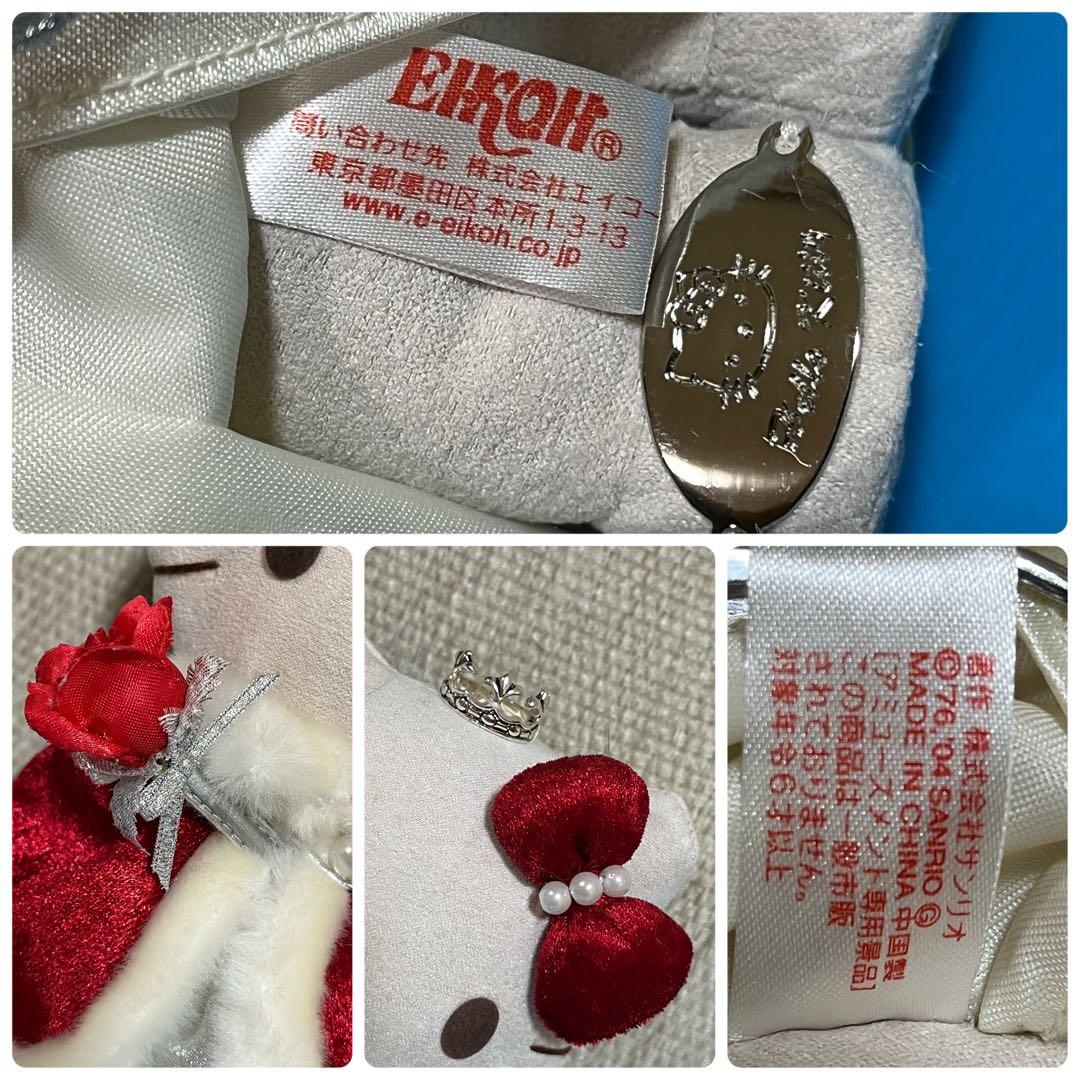 EIKOH®
問い合わせ先 株式会社エイコー
東京都墨田区本所1-3-13
www.e-eikoh.co.jp
Hello Kitty
著作 株式会社サンリオ
©'76,'04 SANRIO Ⓖ
MADE IN CHINA 中国製
[アミューズメント専用景品]
この商品は一般市販
されておりません。
対象年令6才以上